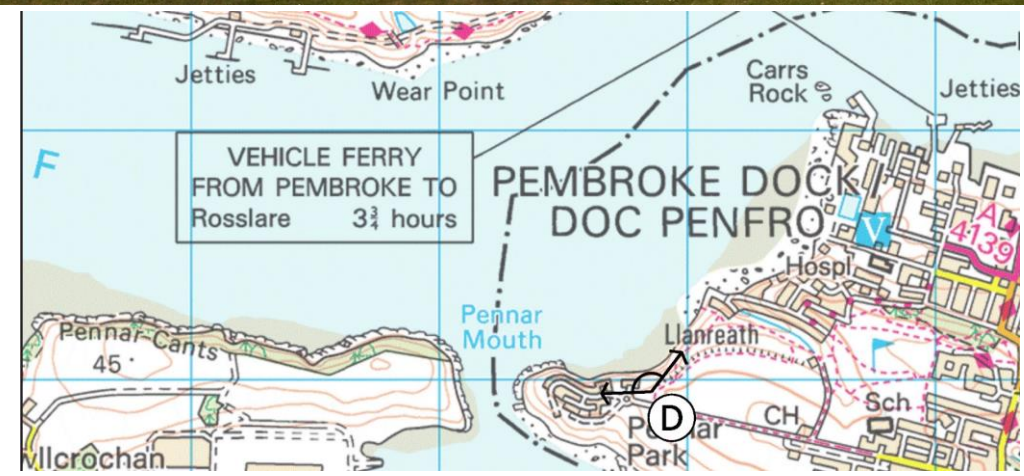 Jetties
Wear Point
Carrs
Rock
Jetties
F
VEHICLE FERRY
FROM PEMBROKE TO
Rosslare 3¾ hours
PEMBROKE DOCK /
DOC PENFRO
V
A
4139
Hospl
Pennar
Mouth
Pennar Cants
45
Llanreath
D
CH
Sch
Park